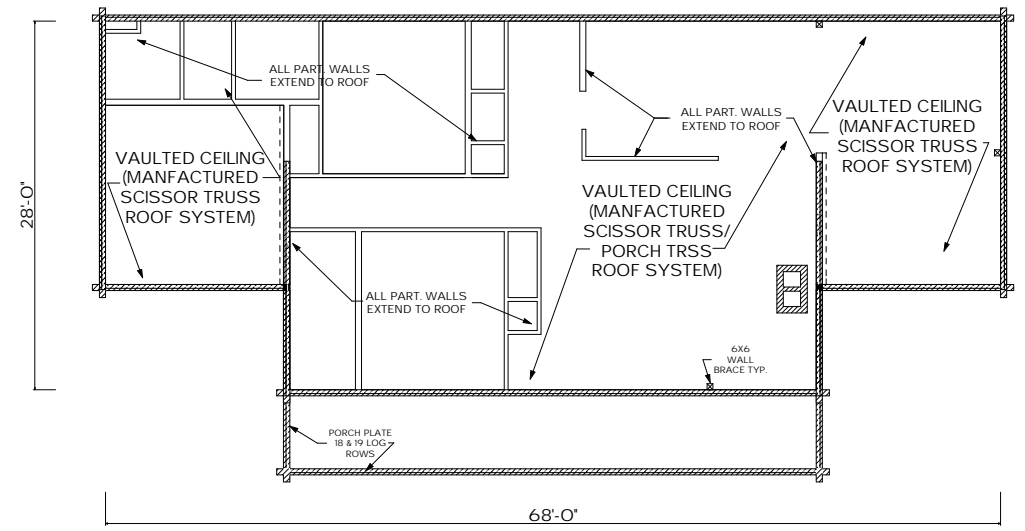 ALL PART. WALLS
EXTEND TO ROOF
ALL PART. WALLS
EXTEND TO ROOF
VAULTED CEILING
(MANFACTURED
SCISSOR TRUSS
ROOF SYSTEM)
VAULTED CEILING
(MANFACTURED
SCISSOR TRUSS
ROOF SYSTEM)
VAULTED CEILING
(MANFACTURED
SCISSOR TRUSS/
PORCH TRSS
ROOF SYSTEM)
28'-0"
ALL PART. WALLS
EXTEND TO ROOF
6X6
WALL
BRACE TYP.
PORCH PLATE
18 & 19 LOG
ROWS
68'-0"